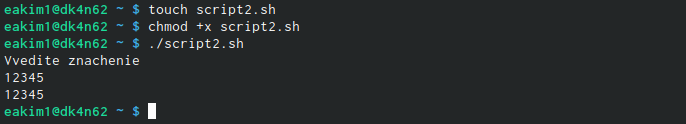 eakim1@dk4n62 ~ $ touch script2.sh
eakim1@dk4n62 ~ $ chmod +x script2.sh
eakim1@dk4n62 ~ $ ./script2.sh
Vvedite znachenie
12345
12345
eakim1@dk4n62 ~ $